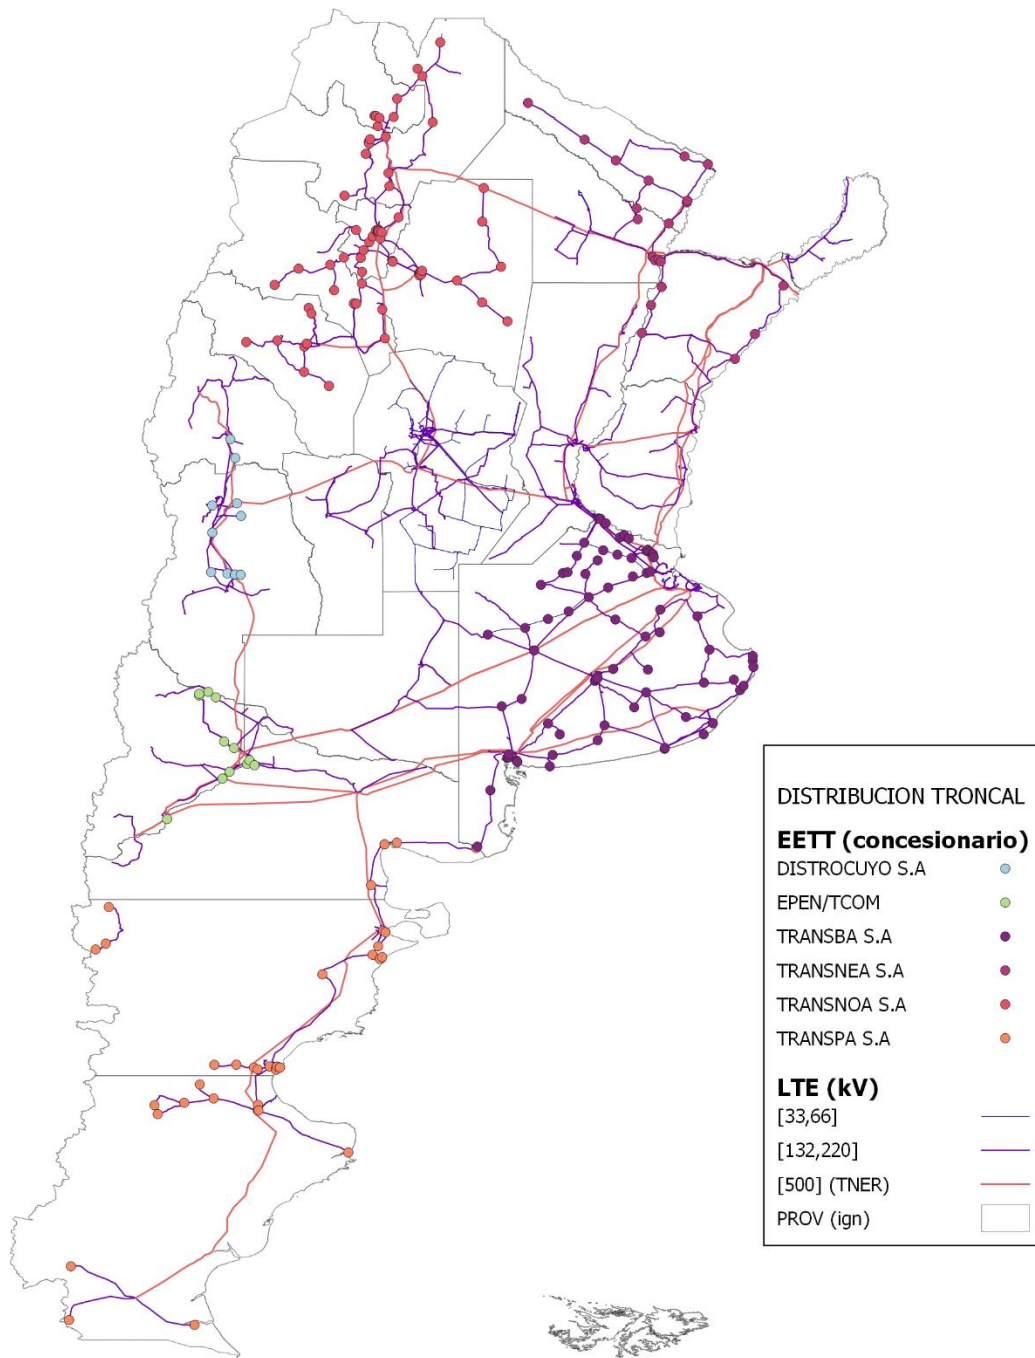 DISTRIBUCION TRONCAL
EETT (concesionario)
DISTROCUYO S.A
EPEN/TCOM
TRANSBA S.A
TRANSNEA S.A
TRANSNOA S.A
TRANSPA S.A
LTE (kV)
[33,66]
[132,220]
[500] (TNER)
PROV (ign)